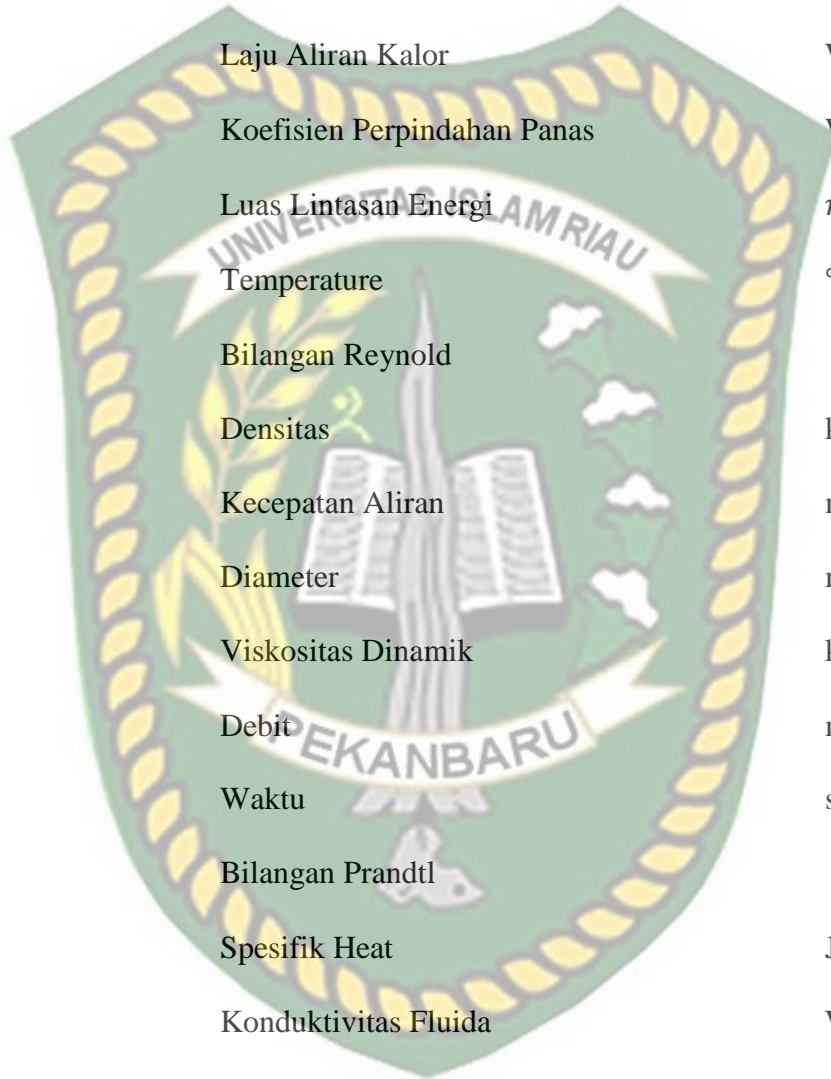 Laju Aliran Kalor
Koefisien Perpindahan Panas
UNIVERSITAS ISLAM RIAU
Luas Lintasan Energi
Temperature
Bilangan Reynold
Densitas
Kecepatan Aliran
Diameter
Viskositas Dinamik
Debit
PEKANBARU
Waktu
s
Bilangan Prandtl
Spesifik Heat
J
Konduktivitas Fluida